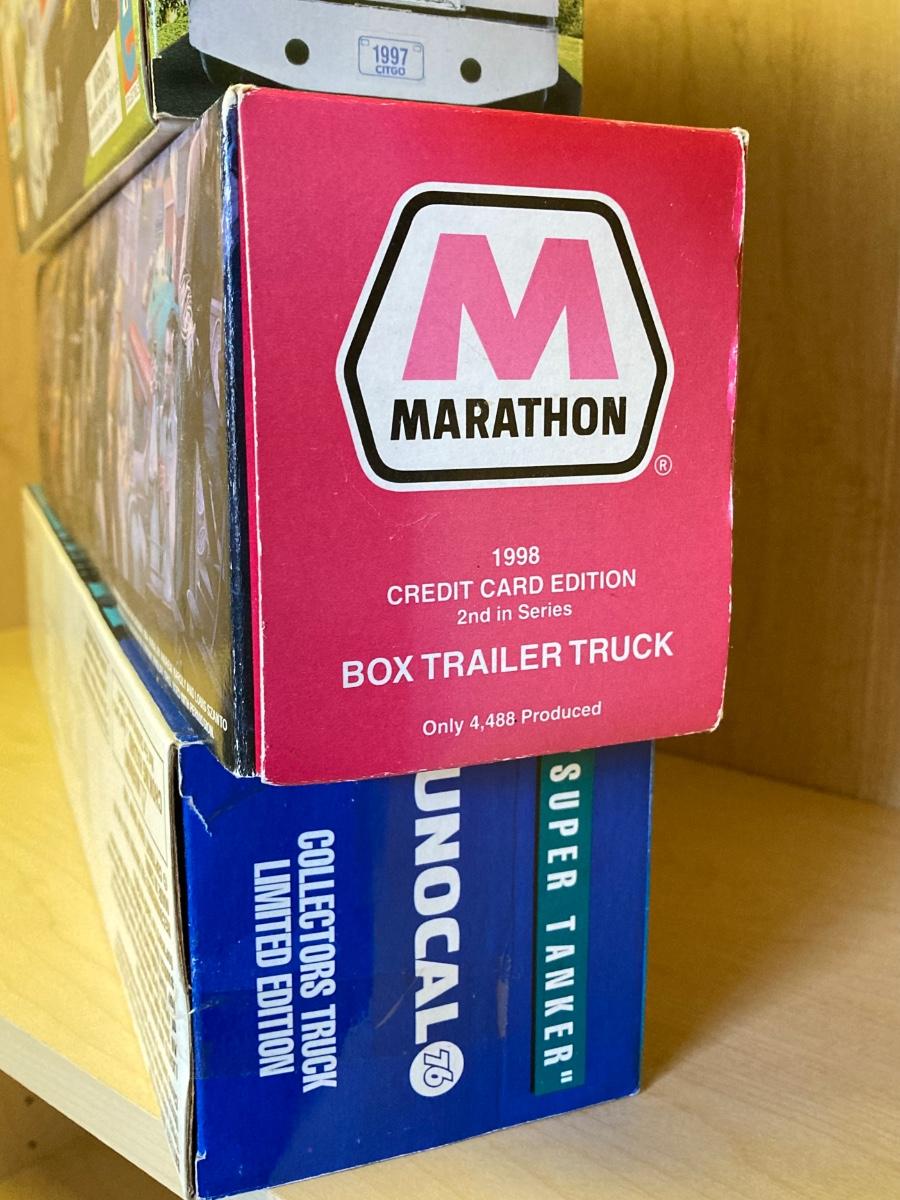 1997
CITGO
M
MARATHON
®
1998
CREDIT CARD EDITION
2nd in Series
BOX TRAILER TRUCK
Only 4,488 Produced
SUPER TANKER"
UNOCAL 76
COLLECTORS TRUCK
LIMITED EDITION